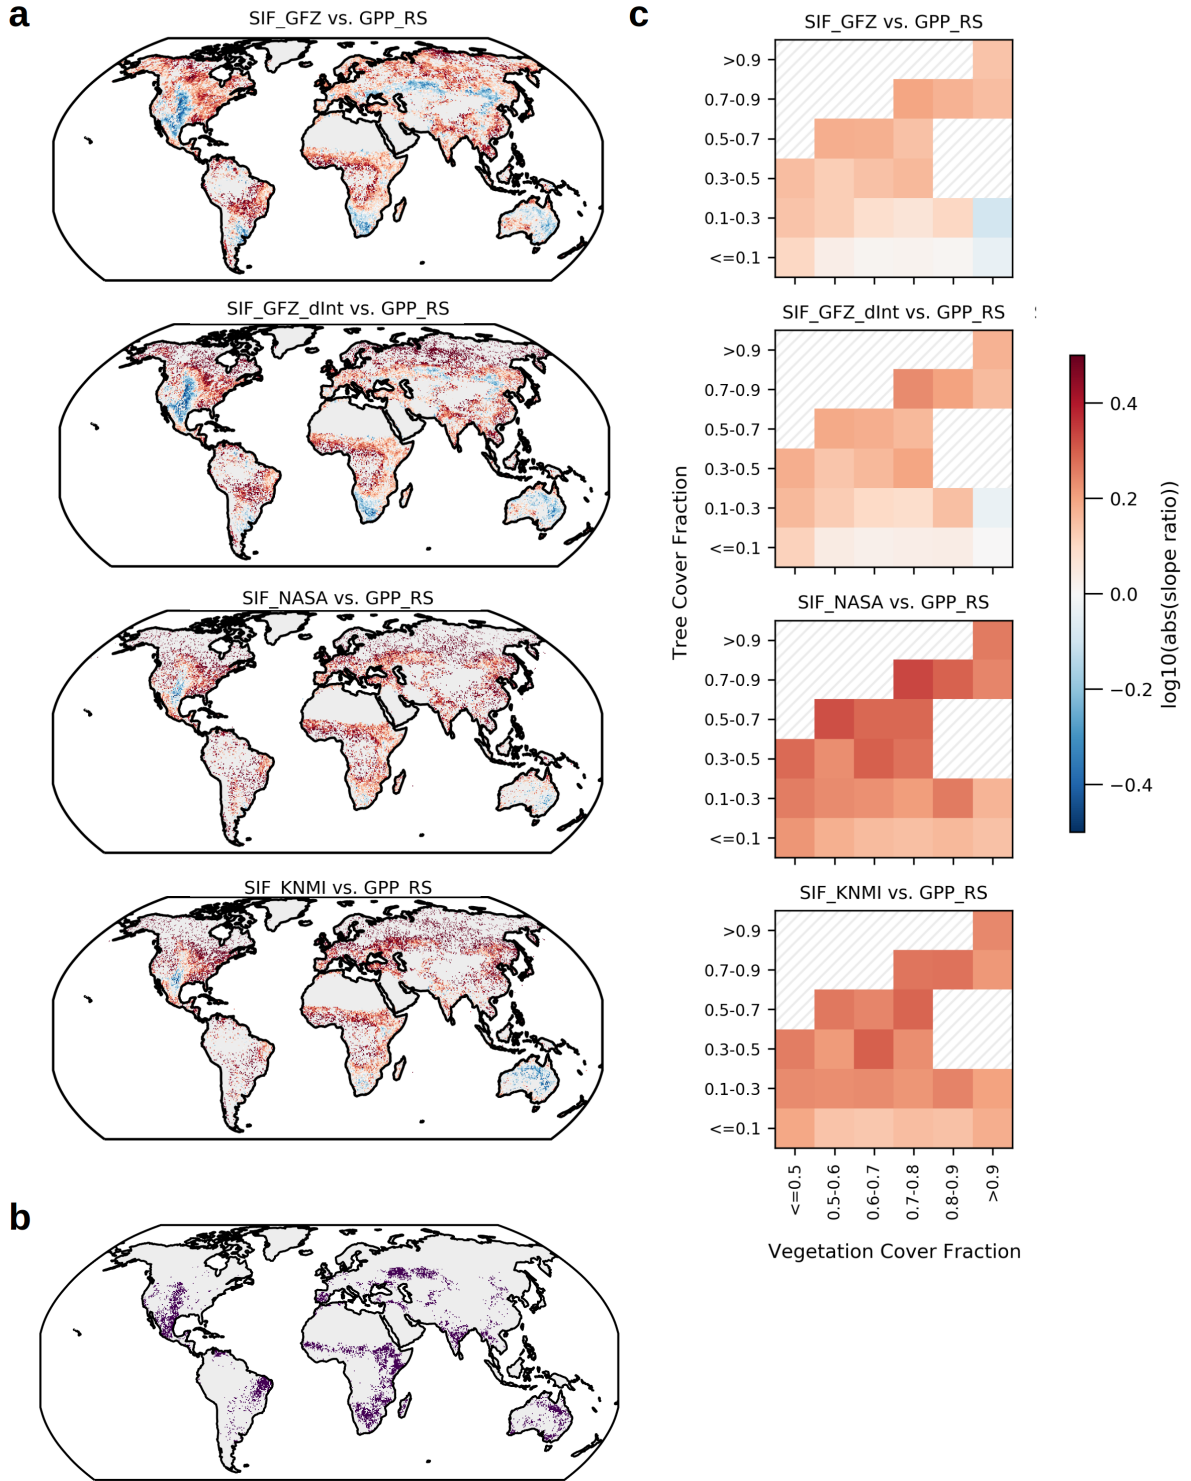 a
SIF_GFZ vs. GPP_RS
SIF_GFZ_dInt vs. GPP_RS
SIF_NASA vs. GPP_RS
SIF_KNMI vs. GPP_RS
b
c
SIF_GFZ vs. GPP_RS
>0.9
0.7-0.9
0.5-0.7
0.3-0.5
0.1-0.3
<=0.1
SIF_GFZ_dInt vs. GPP_RS
>0.9
0.7-0.9
0.5-0.7
0.3-0.5
0.1-0.3
<=0.1
SIF_NASA vs. GPP_RS
>0.9
0.7-0.9
0.5-0.7
0.3-0.5
0.1-0.3
<=0.1
SIF_KNMI vs. GPP_RS
>0.9
0.7-0.9
0.5-0.7
0.3-0.5
0.1-0.3
<=0.1
<=0.5
0.5-0.6
0.6-0.7
0.7-0.8
0.8-0.9
>0.9
Vegetation Cover Fraction
Tree Cover Fraction
0.4
0.2
0.0
−0.2
−0.4
log10(abs(slope ratio))